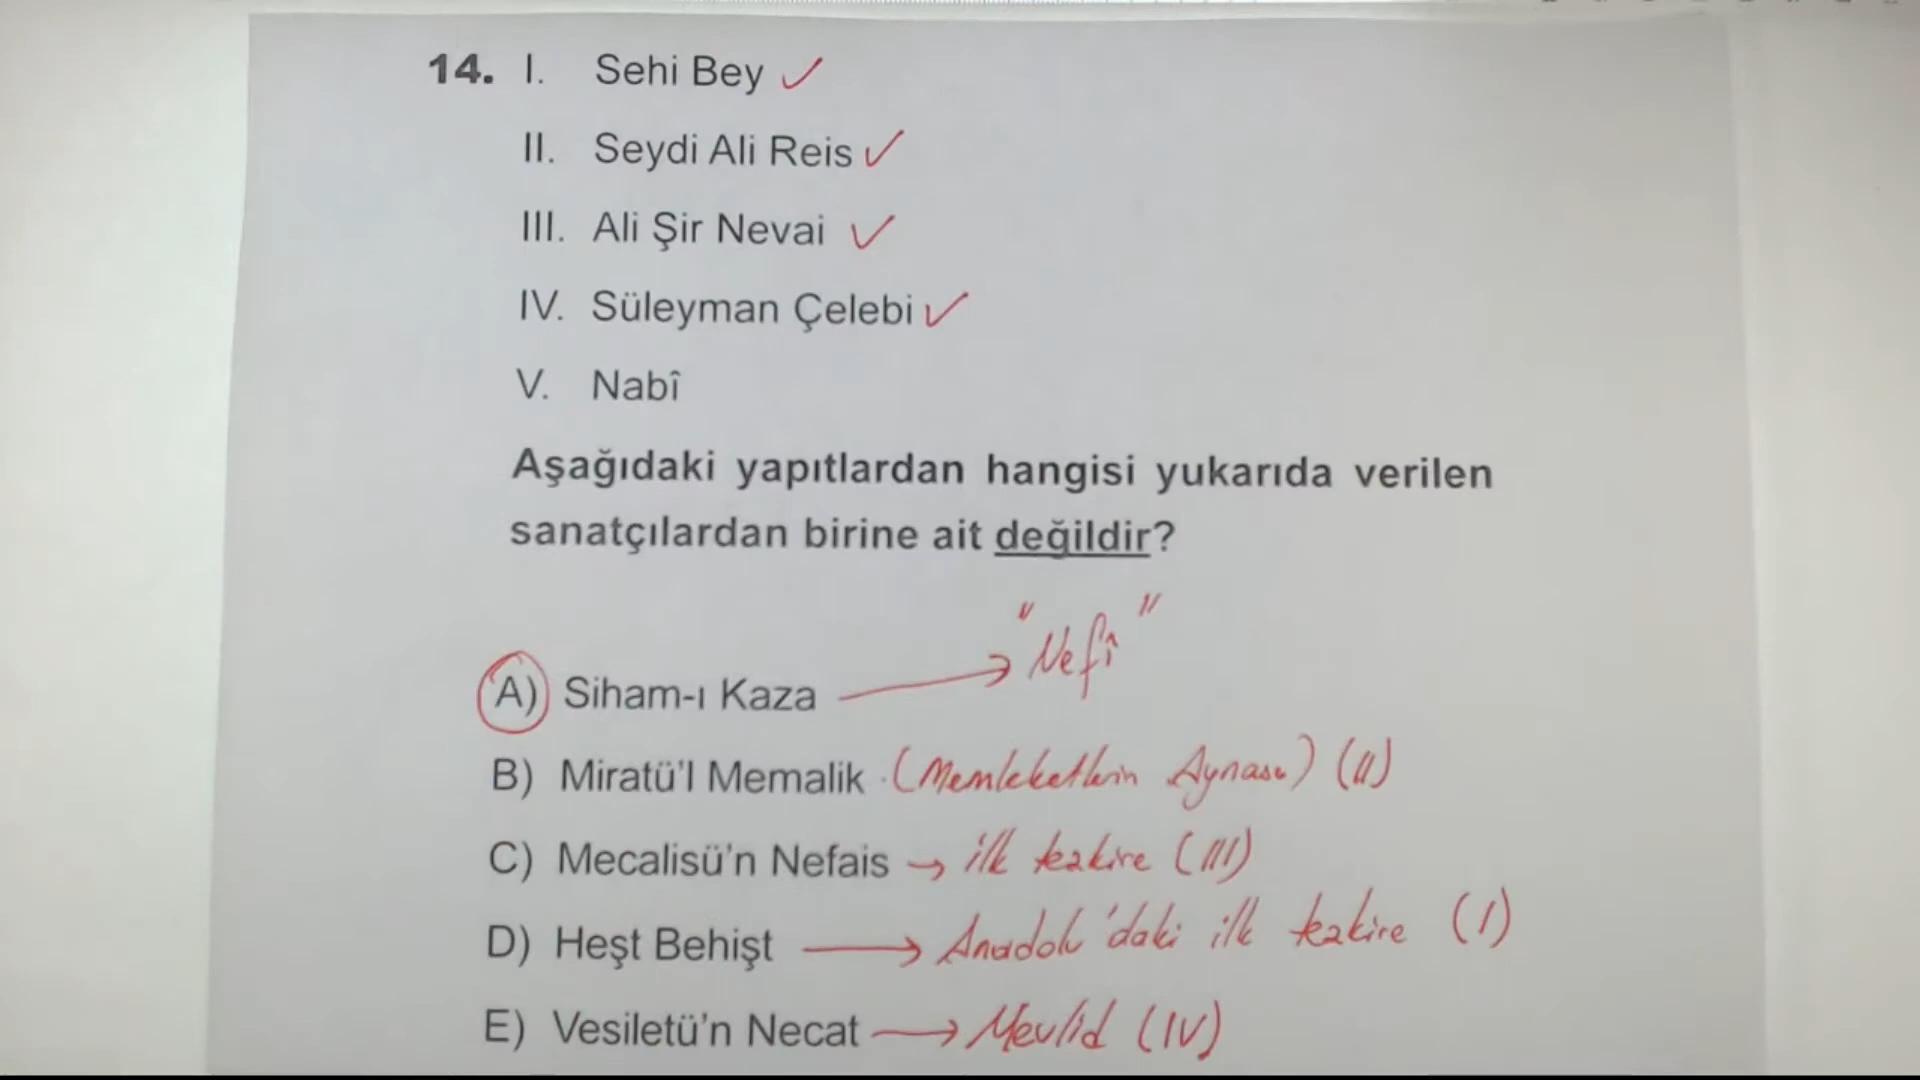 14. I. Sehi Bey ✓
II. Seydi Ali Reis ✓
III. Ali Şir Nevai ✓
IV. Süleyman Çelebi ✓
V. Nabî
Aşağıdaki yapıtlardan hangisi yukarıda verilen
sanatçılardan birine ait değildir?
A) Siham-ı Kaza → "Nefî"
B) Miratü'l Memalik (Memleketlerin Aynası) (II)
C) Mecalisü'n Nefais → ilk tezkire (III)
D) Heşt Behişt → Anadolu'daki ilk tezkire (I)
E) Vesiletü'n Necat → Mevlid (IV)